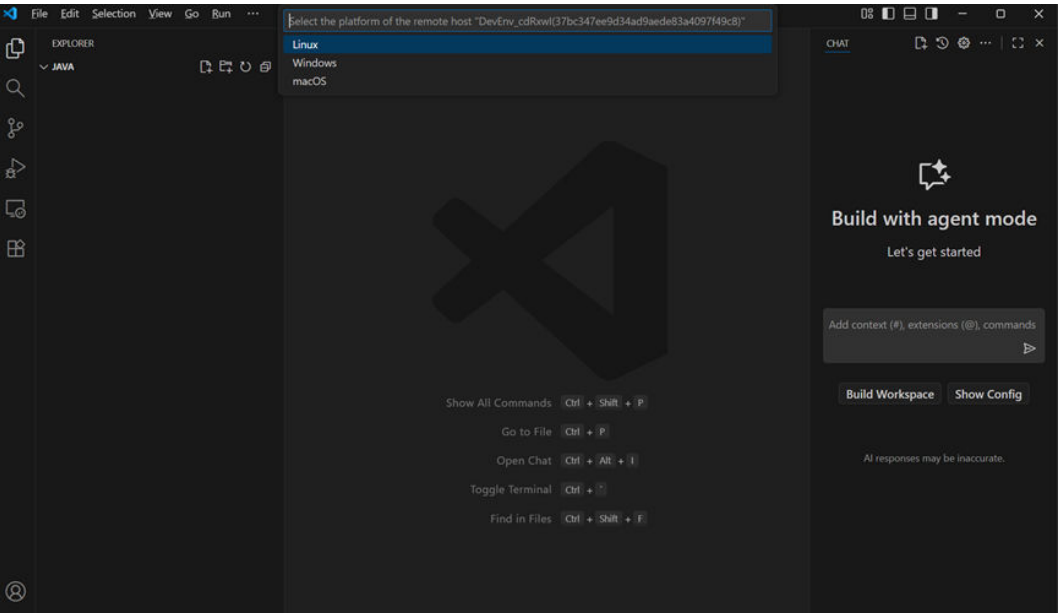 File Edit Selection View Go Run ···
Select the platform of the remote host "DevEnv_cdRxwI(37bc347ee9d34ad9aede83a4097f49c8)"
Linux
Windows
macOS
EXPLORER
JAVA
Show All Commands Ctrl + Shift + P
Go to File Ctrl + P
Open Chat Ctrl + Alt + I
Toggle Terminal Ctrl + `
Find in Files Ctrl + Shift + F
CHAT
Build with agent mode
Let's get started
Add context (#), extensions (@), commands
Build Workspace Show Config
AI responses may be inaccurate.